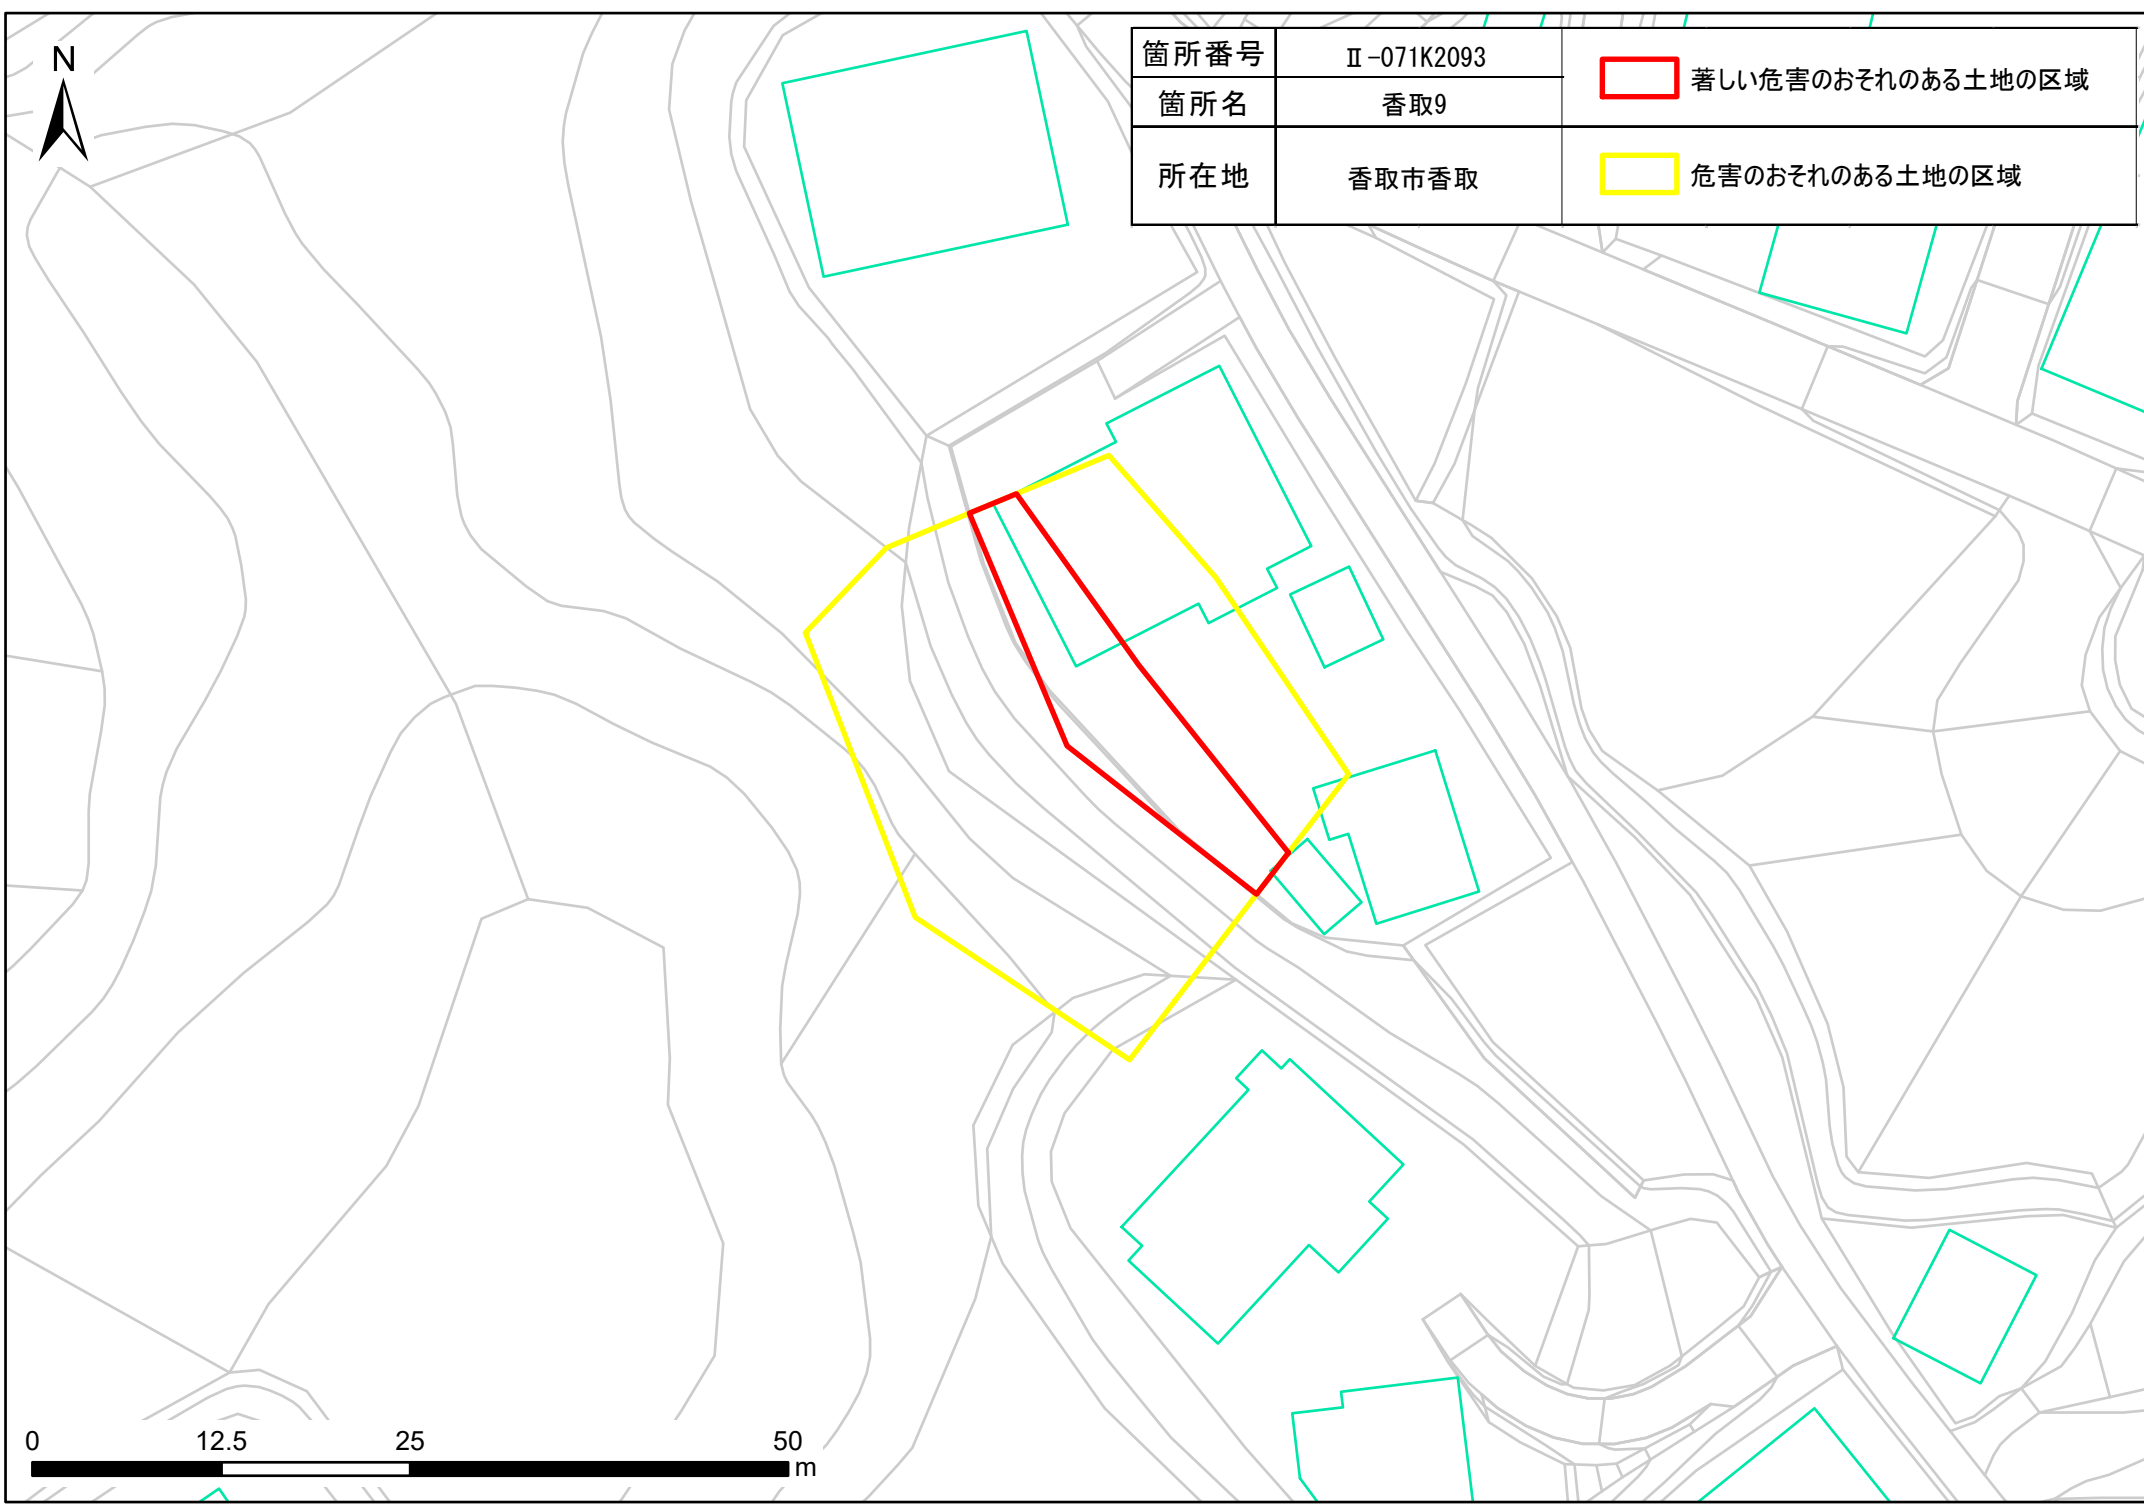 N
箇所番号 Ⅱ-071K2093
箇所名 香取9
所在地 香取市香取
著しい危害のおそれのある土地の区域
危害のおそれのある土地の区域
0 12.5 25 50
m